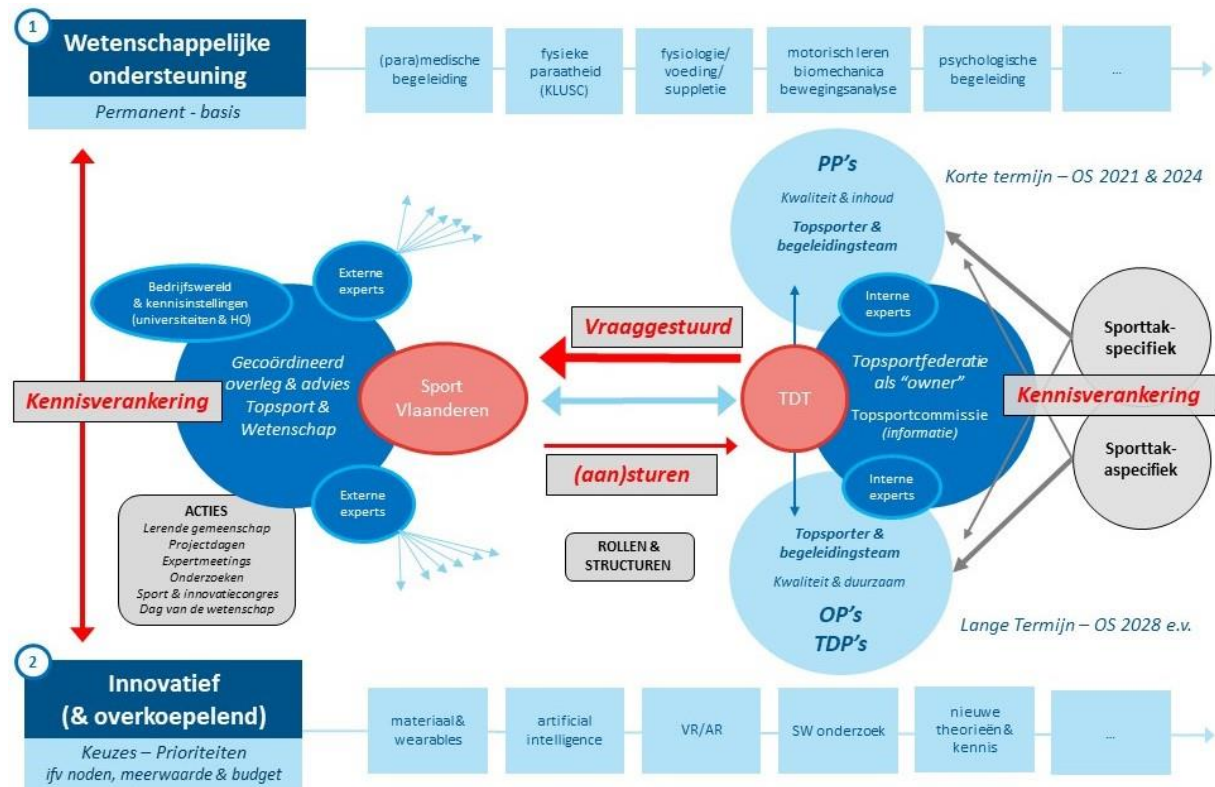 1
Wetenschappelijke
ondersteuning
Permanent - basis
(para)medische
begeleiding
fysieke
paraatheid
(KLUSC)
fysiologie/
voeding/
suppletie
motorisch leren
biomechanica
bewegingsanalyse
psychologische
begeleiding
...
PP's
Kwaliteit & inhoud
Topsporter &
begeleidingsteam
Korte termijn – OS 2021 & 2024
Bedrijfswereld
& kennisinstellingen
(universiteiten & HO)
Externe
experts
Gecoördineerd
overleg & advies
Topsport &
Wetenschap
Sport
Vlaanderen
Externe
experts
Kennisverankering
Vraaggestuurd
(aan)sturen
TDT
Interne
experts
Topsportfederatie
als "owner"
Topsportcommissie
(informatie)
Interne
experts
Sporttak-
specifiek
Kennisverankering
Sporttak-
aspecifiek
ACTIES
Lerende gemeenschap
Projectdagen
Expertmeetings
Onderzoeken
Sport & innovatiecongres
Dag van de wetenschap
ROLLEN &
STRUCTUREN
Topsporter &
begeleidingsteam
Kwaliteit & duurzaam
OP's
TDP's
Lange Termijn – OS 2028 e.v.
2
Innovatief
(& overkoepelend)
Keuzes – Prioriteiten
ifv noden, meerwaarde & budget
materiaal &
wearables
artificial
intelligence
VR/AR
SW onderzoek
nieuwe
theorieën &
kennis
...